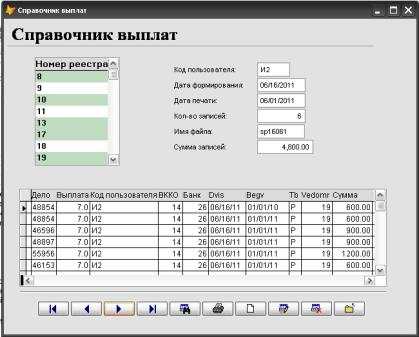 Справочник выплат
Справочник выплат
Номер реестра
8
9
10
11
13
17
18
19
Код пользователя: И2
Дата формирования: 06/16/2011
Дата печати: 06/01/2011
Кол-во записей: 6
Имя файла: sp16061
Сумма записей: 4,800.00
Дело Выплата Код пользователя ВККО Банк Dvis Begv Tb Vedomr Сумма
48854 7.0 И2 14 26 06/16/11 01/01/10 Р 19 600.00
48854 7.0 И2 14 26 06/16/11 01/01/11 Р 19 600.00
46596 7.0 И2 14 26 06/16/11 01/01/11 Р 19 900.00
48897 7.0 И2 14 26 06/16/11 01/01/11 Р 19 900.00
55956 7.0 И2 14 26 06/16/11 01/01/11 Р 19 1200.00
46153 7.0 И2 14 26 06/16/11 01/01/11 Р 19 600.00